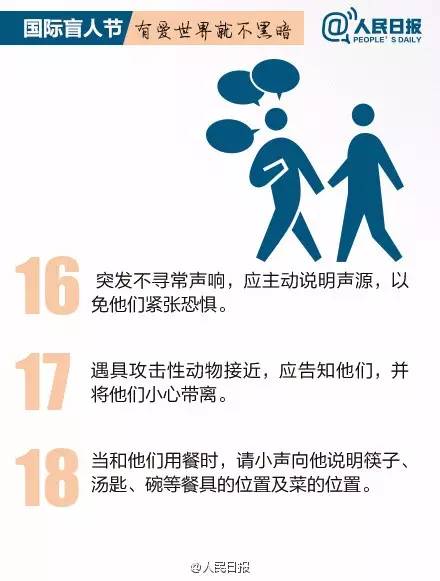 国际盲人节 有爱世界就不黑暗 @人民日报
PEOPLE'S DAILY
16 突发不寻常声响，应主动说明声源，以
免他们紧张恐惧。
17 遇具攻击性动物接近，应告知他们，并
将他们小心带离。
18 当和他们用餐时，请小声向他说明筷子、
汤匙、碗等餐具的位置及菜的位置。
@人民日报